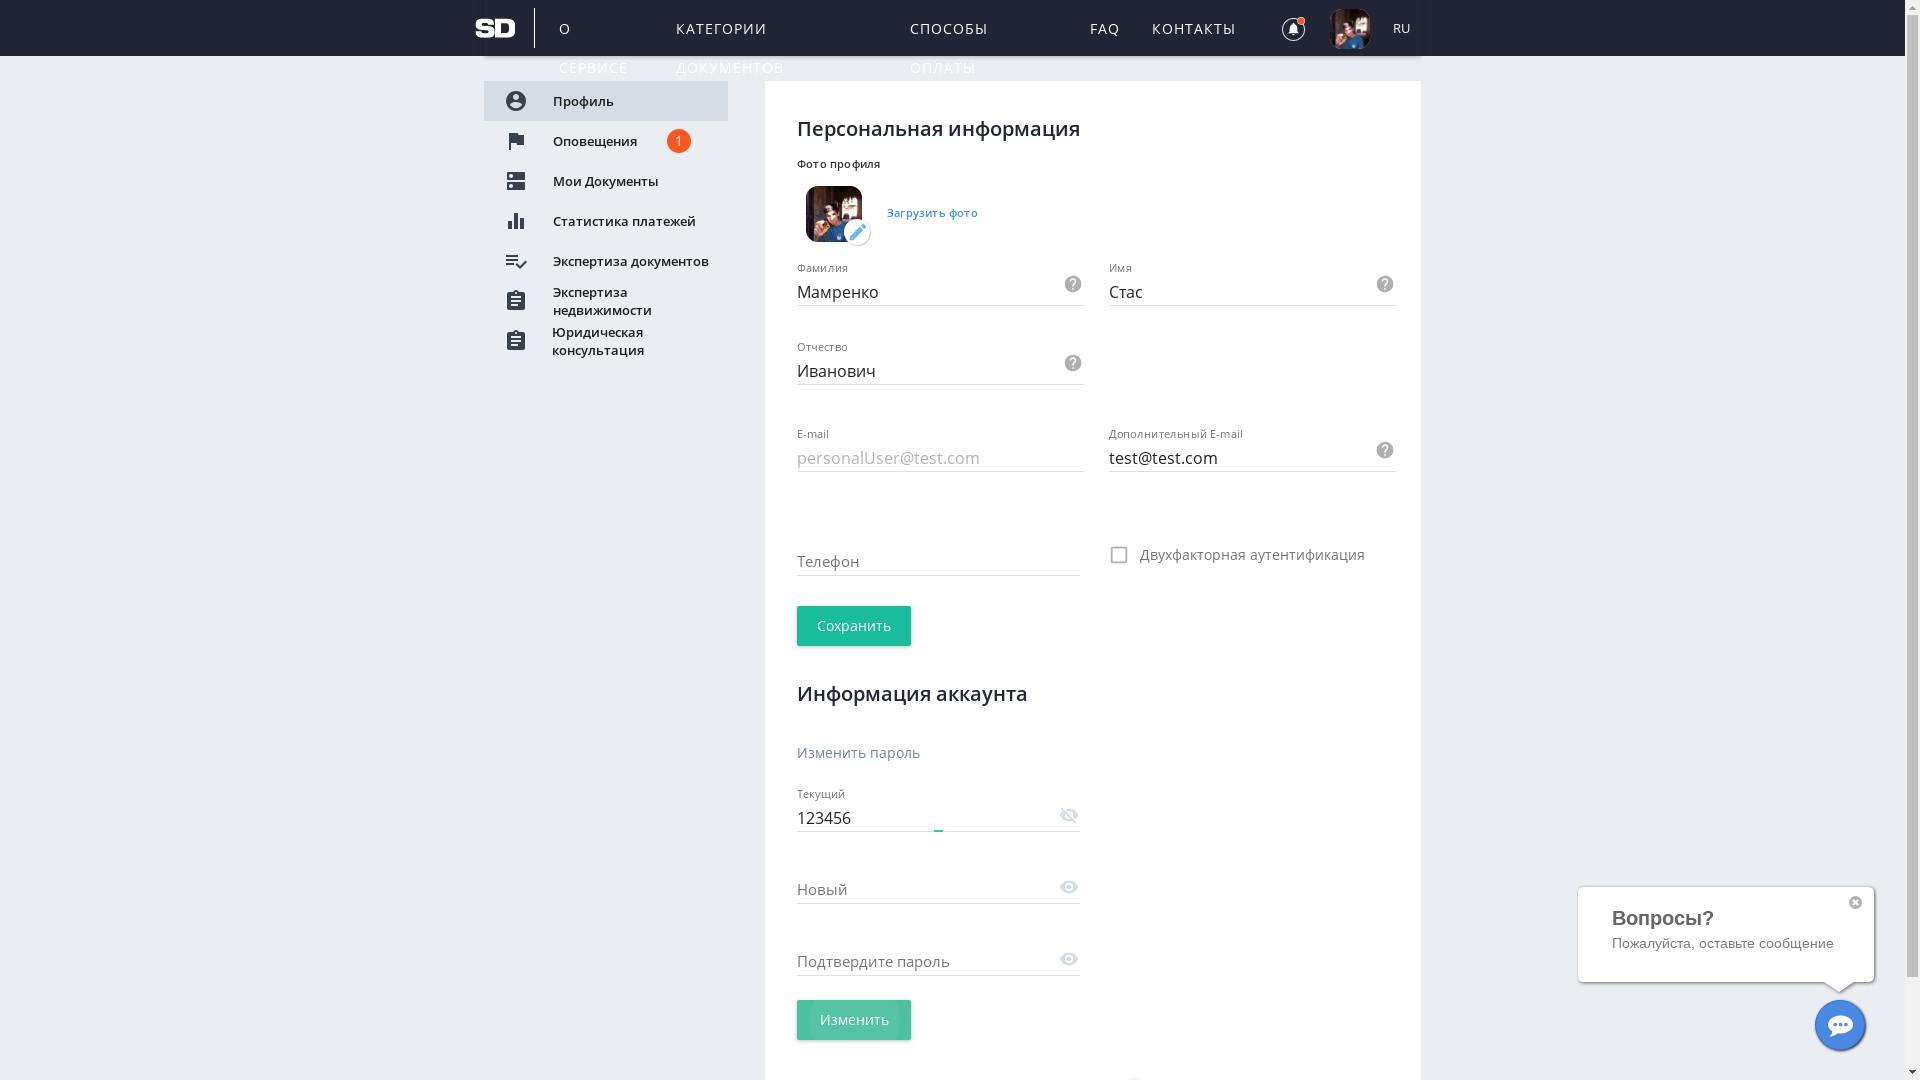 SD
О СЕРВИСЕ
КАТЕГОРИИ ДОКУМЕНТОВ
СПОСОБЫ ОПЛАТЫ
FAQ
КОНТАКТЫ
RU
Профиль
Оповещения 1
Мои Документы
Статистика платежей
Экспертиза документов
Экспертиза
недвижимости
Юридическая
консультация
Персональная информация
Фото профиля
Загрузить фото
Фамилия
Мамренко
Имя
Стас
Отчество
Иванович
E-mail
personalUser@test.com
Дополнительный E-mail
test@test.com
Телефон
Двухфакторная аутентификация
Сохранить
Информация аккаунта
Изменить пароль
Текущий
123456
Новый
Подтвердите пароль
Изменить
Вопросы?
Пожалуйста, оставьте сообщение